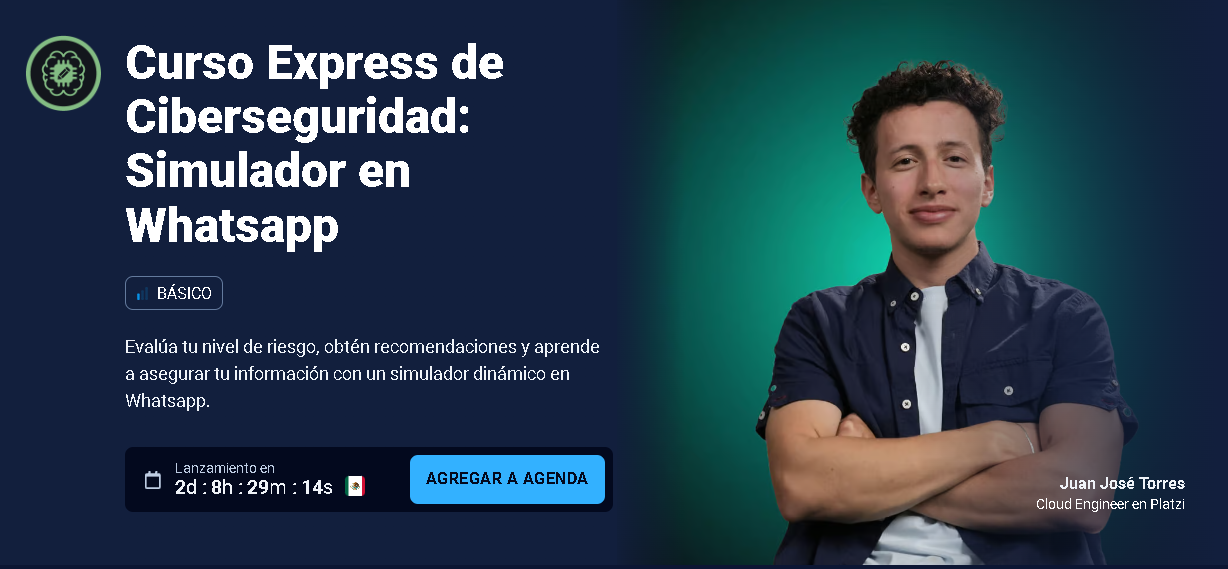 Curso Express de
Ciberseguridad:
Simulador en
Whatsapp
BÁSICO
Evalúa tu nivel de riesgo, obtén recomendaciones y aprende
a asegurar tu información con un simulador dinámico en
Whatsapp.
Lanzamiento en
2d : 8h : 29m : 14s
AGREGAR A AGENDA
Juan José Torres
Cloud Engineer en Platzi